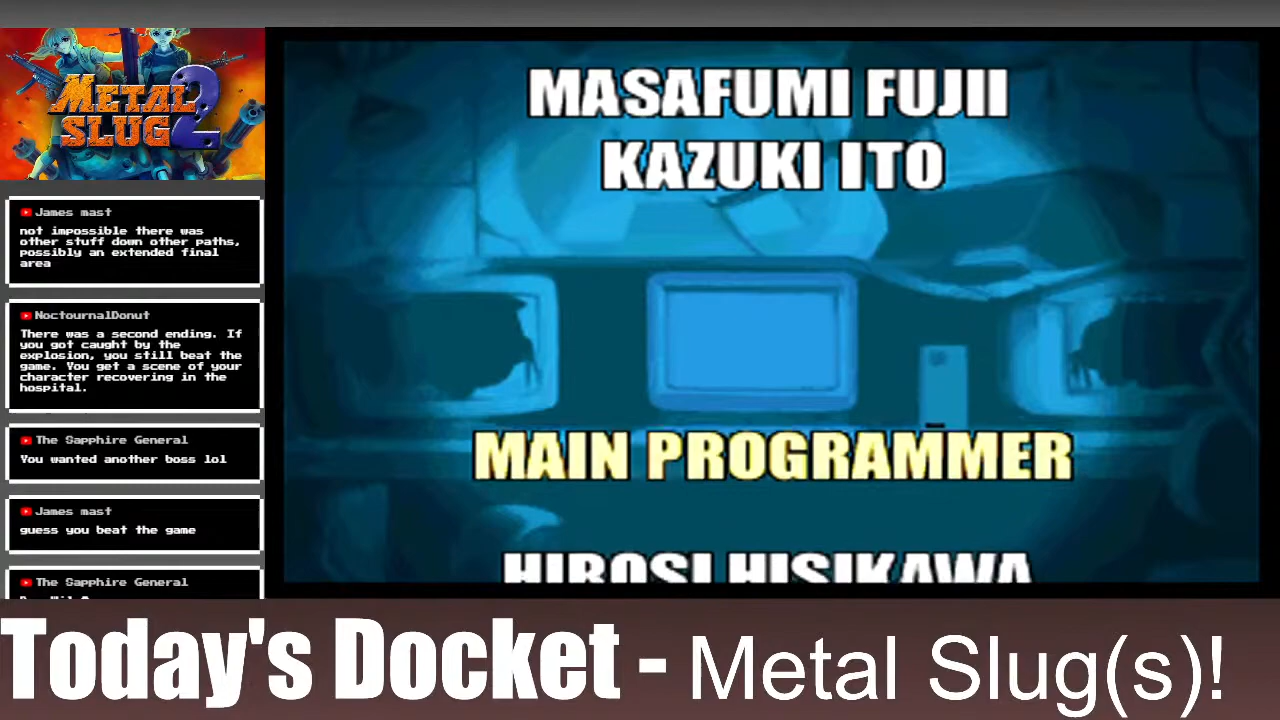 METAL
SLUG 2
James mast
not impossible there was
other stuff down other paths,
possibly an extended final
area
NoctournalDonut
There was a second ending. If
you got caught by the
explosion, you still beat the
game. You get a scene of your
character recovering in the
hospital.
The Sapphire General
You wanted another boss lol
James mast
guess you beat the game
The Sapphire General
MASAFUMI FUJII
KAZUKI ITO
MAIN PROGRAMMER
HIROSI HISIKAWA
Today's Docket - Metal Slug(s)!